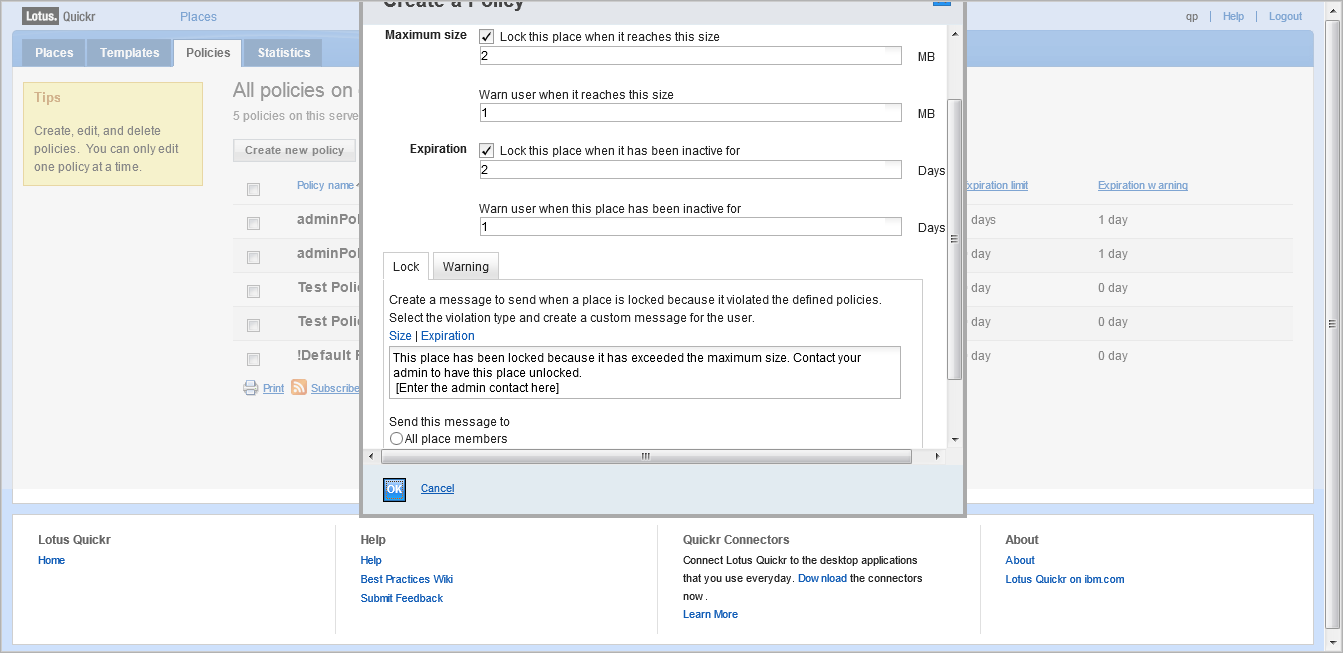 Create a Policy
Lotus. Quickr
Places
qp | Help | Logout
Places
Templates
Policies
Statistics
Tips
Create, edit, and delete
policies. You can only edit
one policy at a time.
All policies on
5 policies on this serve
Create new policy
Policy name
Expiration limit
Expiration warning
adminPol
days
1 day
adminPol
day
1 day
Test Poli
day
0 day
Test Poli
day
0 day
!Default P
day
0 day
Print
Subscribe
Maximum size
Lock this place when it reaches this size
2
MB
Warn user when it reaches this size
1
MB
Expiration
Lock this place when it has been inactive for
2
Days
Warn user when this place has been inactive for
1
Days
Lock
Warning
Create a message to send when a place is locked because it violated the defined policies.
Select the violation type and create a custom message for the user.
Size | Expiration
This place has been locked because it has exceeded the maximum size. Contact your
admin to have this place unlocked.
[Enter the admin contact here]
Send this message to
All place members
OK
Cancel
Lotus Quickr
Home
Help
Help
Best Practices Wiki
Submit Feedback
Quickr Connectors
Connect Lotus Quickr to the desktop applications
that you use everyday. Download the connectors
now.
Learn More
About
About
Lotus Quickr on ibm.com